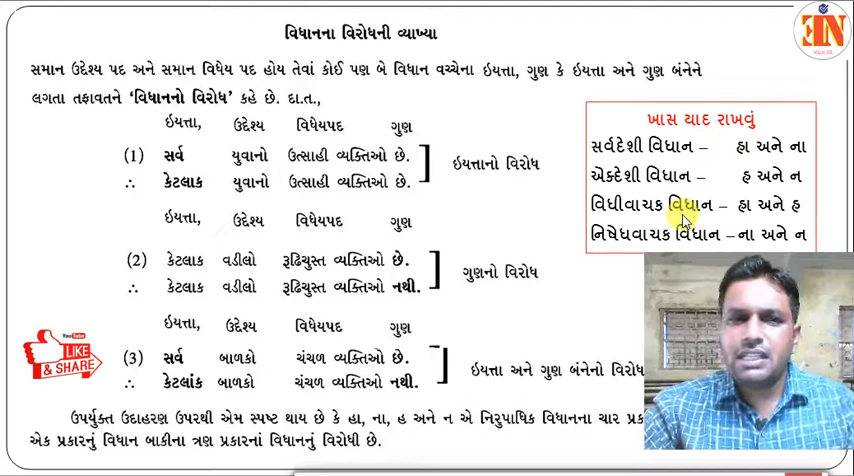 વિધાનના વિરોધની વ્યાખ્યા
સમાન ઉદ્દેશ્ય પદ અને સમાન વિધેય પદ હોય તેવાં કોઈ પણ બે વિધાન વચ્ચેના ઇયત્તા, ગુણ કે ઇયત્તા અને ગુણ બંનેને
લગતા તફાવતને 'વિધાનનો વિરોધ' કહે છે. દા.ત.,
ઇયત્તા, ઉદ્દેશ્ય વિધેયપદ ગુણ
(1) સર્વ યુવાનો ઉત્સાહી વ્યક્તિઓ છે.
∴ કેટલાક યુવાનો ઉત્સાહી વ્યક્તિઓ છે.
ઇયત્તાનો વિરોધ
ઇયત્તા, ઉદ્દેશ્ય વિધેયપદ ગુણ
(2) કેટલાક વડીલો રૂઢિચુસ્ત વ્યક્તિઓ છે.
∴ કેટલાક વડીલો રૂઢિચુસ્ત વ્યક્તિઓ નથી.
ગુણનો વિરોધ
ઇયત્તા, ઉદ્દેશ્ય વિધેયપદ ગુણ
(3) સર્વ બાળકો ચંચળ વ્યક્તિઓ છે.
∴ કેટલાંક બાળકો ચંચળ વ્યક્તિઓ નથી.
ઇયત્તા અને ગુણ બંનેનો વિરોધ
ઉપર્યુક્ત ઉદાહરણ ઉપરથી એમ સ્પષ્ટ થાય છે કે હા, ના, હ અને ન એ નિરુપાધિક વિધાનના ચાર પ્રક
એક પ્રકારનું વિધાન બાકીના ત્રણ પ્રકારનાં વિધાનનું વિરોધી છે.
ખાસ યાદ રાખવું
સર્વદેશી વિધાન – હા અને ના
એક્દેશી વિધાન – હ અને ન
વિધીવાચક વિધાન – હા અને હ
નિષેધવાચક વિધાન – ના અને ન
EN
YouTube
LIKE
& SHARE